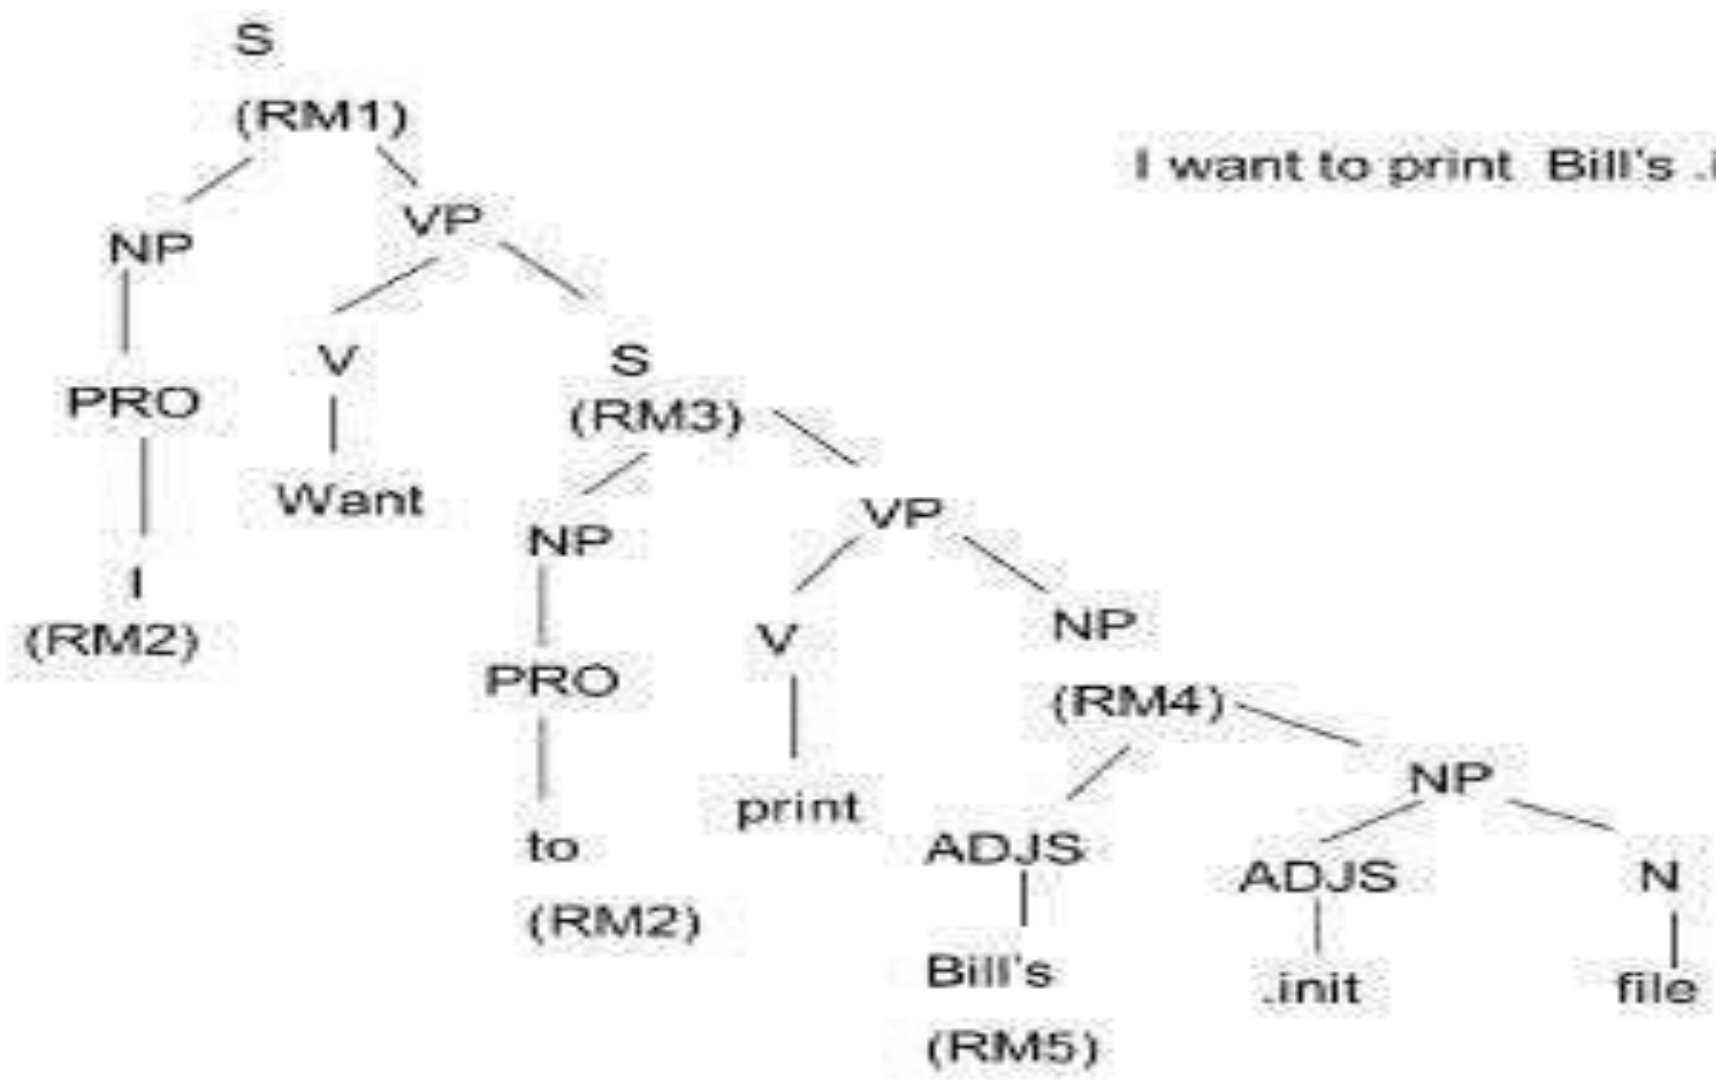 S
(RM1)
I want to print Bill's .i
VP
NP
V
S
PRO
(RM3)
Want
VP
NP
I
NP
V
(RM2)
PRO
(RM4)
NP
print
to
ADJS
ADJS
N
(RM2)
Bill's
.init
file
(RM5)